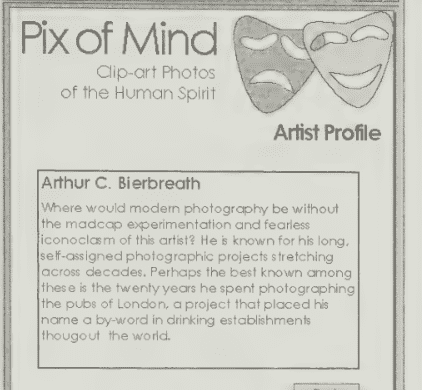 Pix of Mind
Clip-art Photos
of the Human Spirit
Artist Profile
Arthur C. Bierbreath
Where would modern photography be without
the madcap experimentation and fearless
iconoclasm of this artist? He is known for his long,
self-assigned photographic projects stretching
across decades. Perhaps the best known among
these is the twenty years he spent photographing
the pubs of London, a project that placed his
name a by-word in drinking establishments
thougout the world.